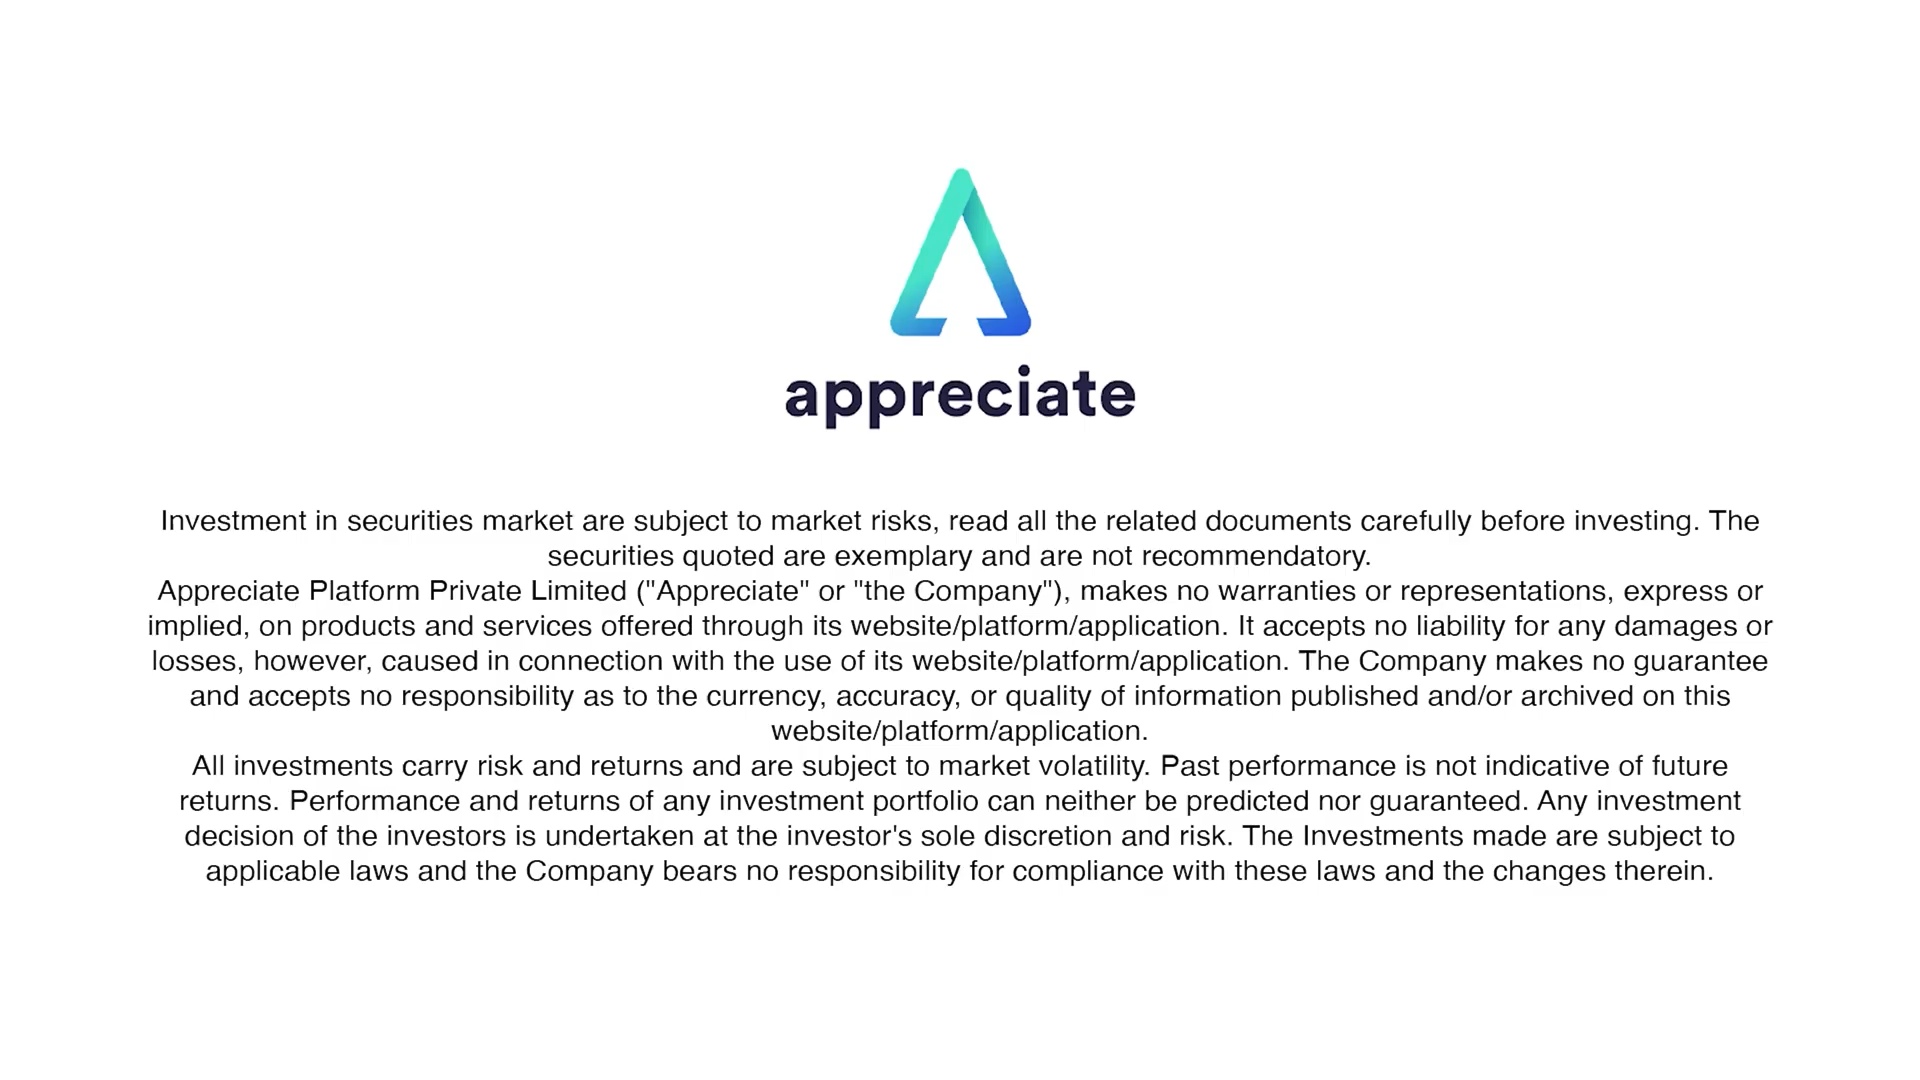 appreciate
Investment in securities market are subject to market risks, read all the related documents carefully before investing. The
securities quoted are exemplary and are not recommendatory.
Appreciate Platform Private Limited ("Appreciate" or "the Company"), makes no warranties or representations, express or
implied, on products and services offered through its website/platform/application. It accepts no liability for any damages or
losses, however, caused in connection with the use of its website/platform/application. The Company makes no guarantee
and accepts no responsibility as to the currency, accuracy, or quality of information published and/or archived on this
website/platform/application.
All investments carry risk and returns and are subject to market volatility. Past performance is not indicative of future
returns. Performance and returns of any investment portfolio can neither be predicted nor guaranteed. Any investment
decision of the investors is undertaken at the investor's sole discretion and risk. The Investments made are subject to
applicable laws and the Company bears no responsibility for compliance with these laws and the changes therein.